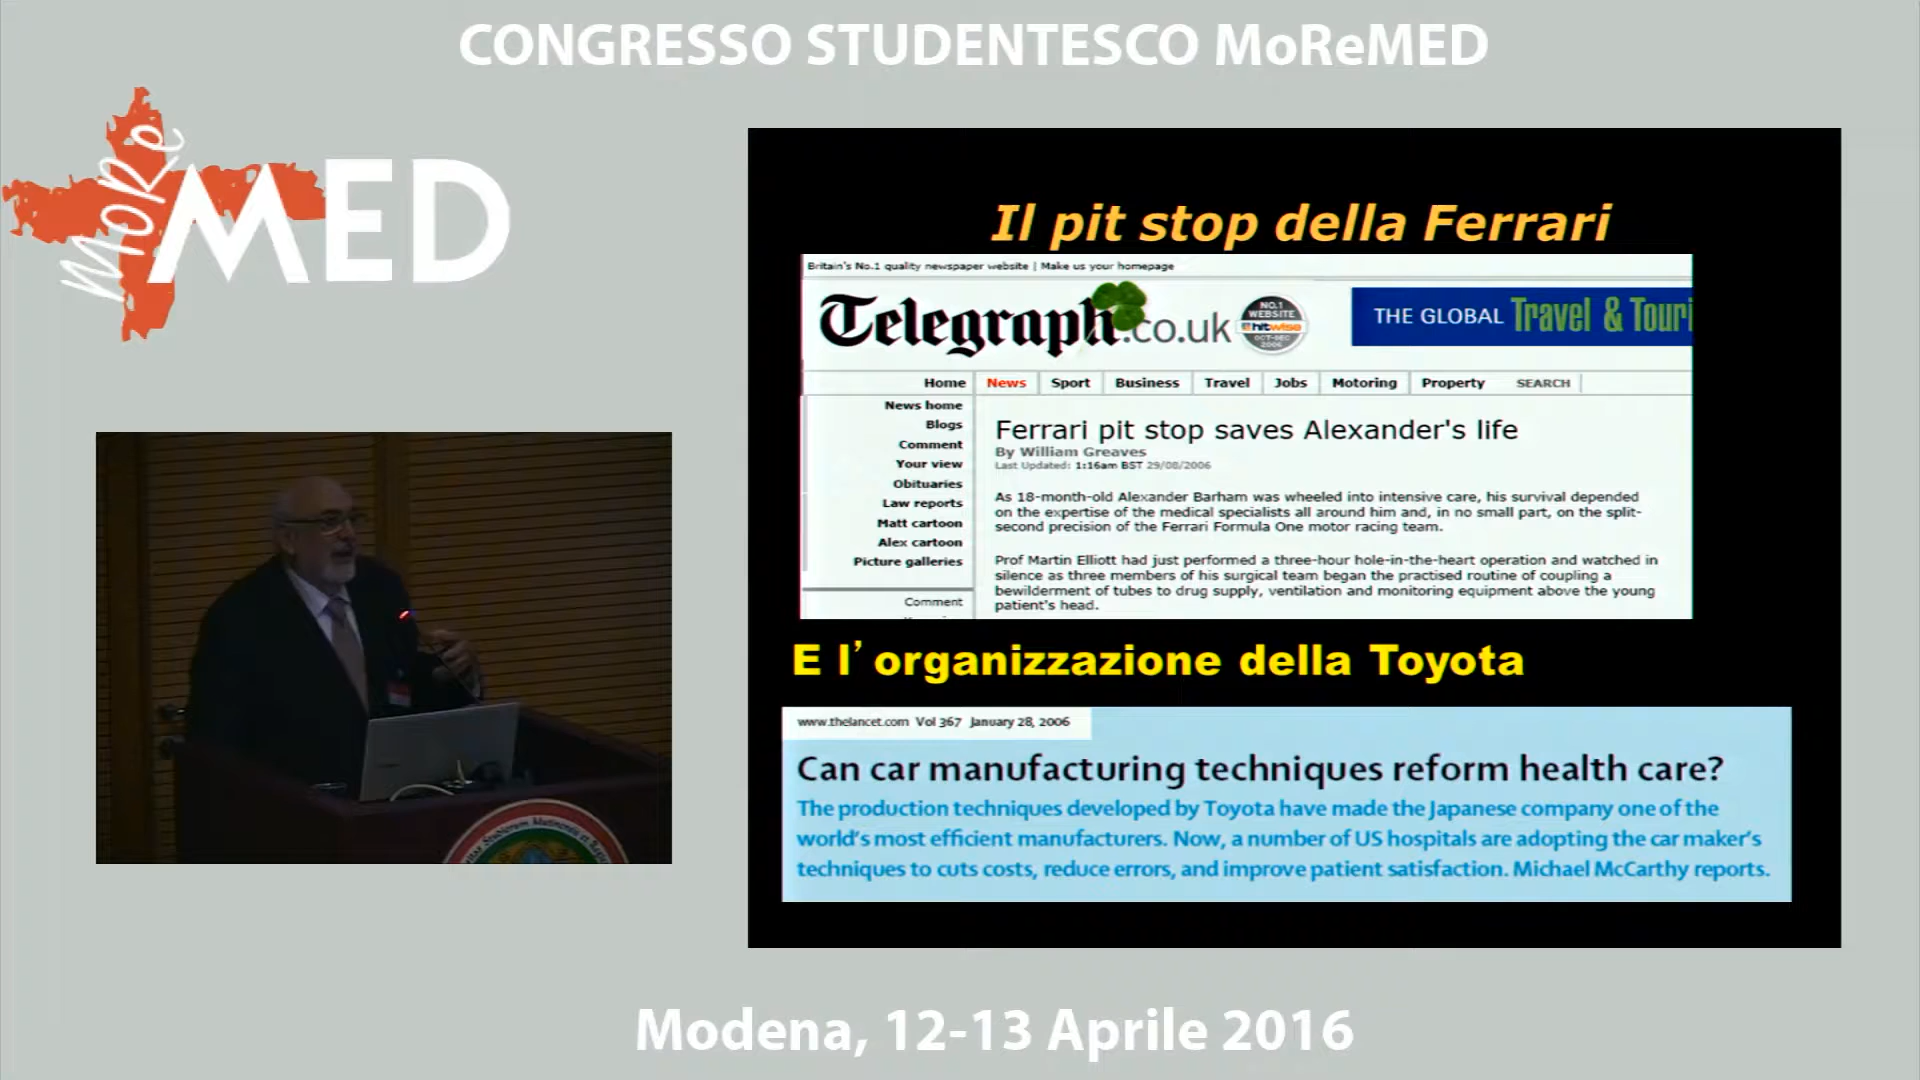 CONGRESSO STUDENTESCO MoReMED
MoRe
MED
Il pit stop della Ferrari
Britain's No.1 quality newspaper website | Make us your homepage
Telegraph.co.uk
NO.1
WEBSITE
hitwise
OCT-DEC
2006
THE GLOBAL Travel & Touri
Home News Sport Business Travel Jobs Motoring Property SEARCH
News home
Blogs
Comment
Your view
Obituaries
Law reports
Matt cartoon
Alex cartoon
Picture galleries
Comment
Ferrari pit stop saves Alexander's life
By William Greaves
Last Updated: 1:16am BST 29/08/2006
As 18-month-old Alexander Barham was wheeled into intensive care, his survival depended
on the expertise of the medical specialists all around him and, in no small part, on the split-
second precision of the Ferrari Formula One motor racing team.
Prof Martin Elliott had just performed a three-hour hole-in-the-heart operation and watched in
silence as three members of his surgical team began the practised routine of coupling a
bewilderment of tubes to drug supply, ventilation and monitoring equipment above the young
patient's head.
E l'organizzazione della Toyota
www.thelancet.com Vol 367 January 28, 2006
Can car manufacturing techniques reform health care?
The production techniques developed by Toyota have made the Japanese company one of the
world's most efficient manufacturers. Now, a number of US hospitals are adopting the car maker's
techniques to cuts costs, reduce errors, and improve patient satisfaction. Michael McCarthy reports.
Modena, 12-13 Aprile 2016